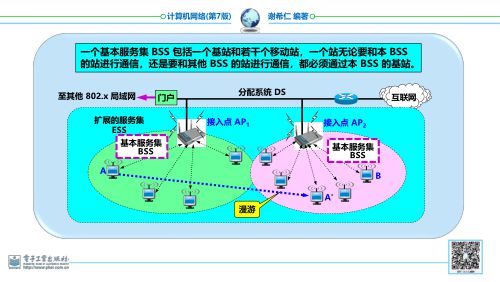 计算机网络(第7版)
谢希仁 编著
一个基本服务集 BSS 包括一个基站和若干个移动站，一个站无论要和本 BSS
的站进行通信，还是要和其他 BSS 的站进行通信，都必须通过本 BSS 的基站。
至其他 802.x 局域网
门户
分配系统 DS
互联网
扩展的服务集
ESS
接入点 AP1
接入点 AP2
基本服务集
BSS
基本服务集
BSS
A
B
A'
漫游
电子工业出版社
http://www.phei.com.cn